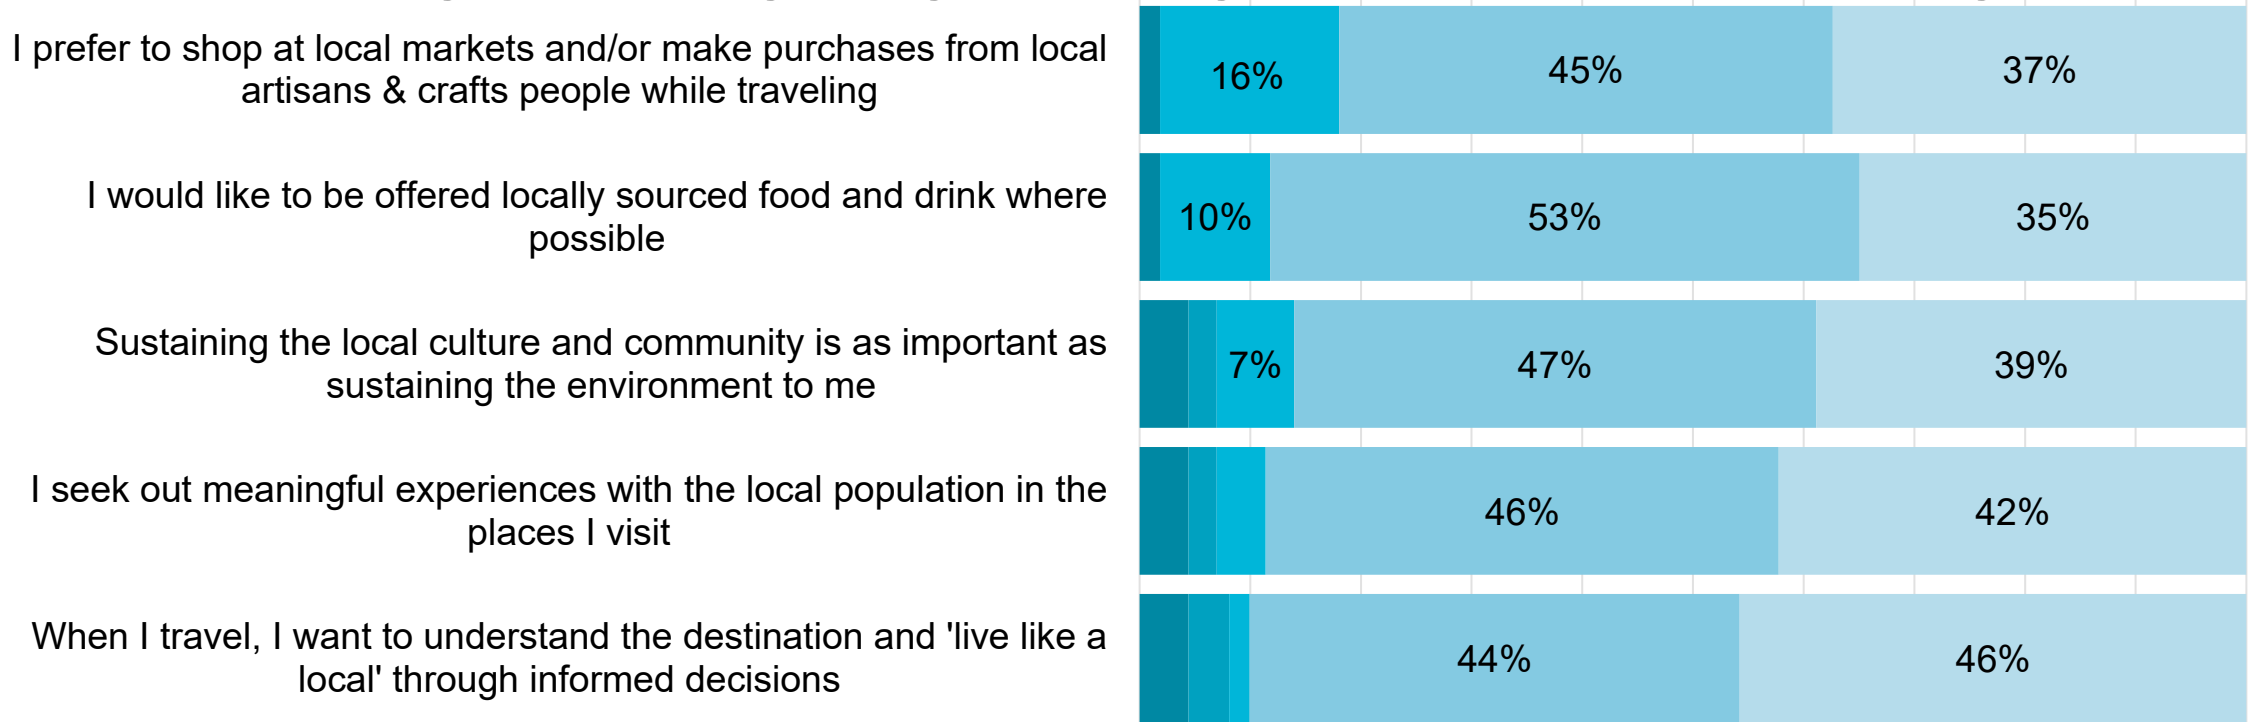 I prefer to shop at local markets and/or make purchases from local
artisans & crafts people while traveling
16%
45%
37%
I would like to be offered locally sourced food and drink where
possible
10%
53%
35%
Sustaining the local culture and community is as important as
sustaining the environment to me
7%
47%
39%
I seek out meaningful experiences with the local population in the
places I visit
46%
42%
When I travel, I want to understand the destination and 'live like a
local' through informed decisions
44%
46%